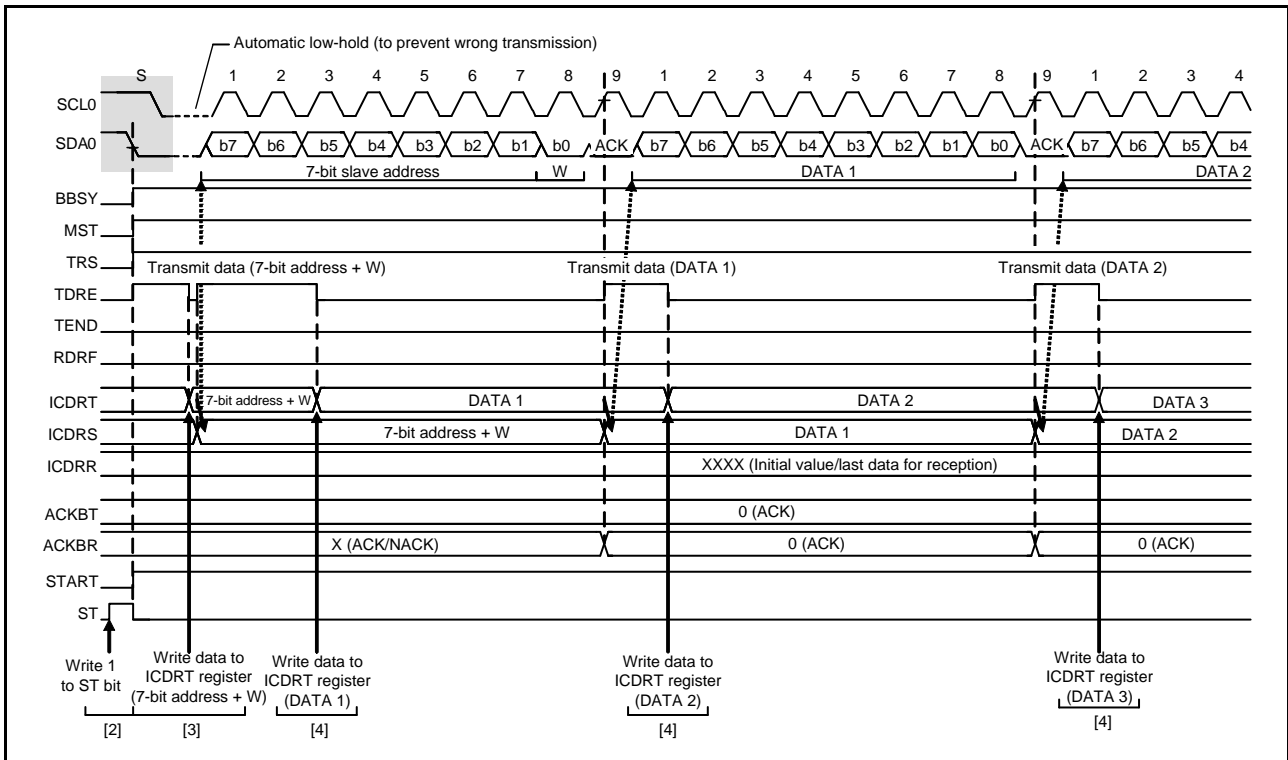 Automatic low-hold (to prevent wrong transmission)
S 1 2 3 4 5 6 7 8 9 1 2 3 4 5 6 7 8 9 1 2 3 4
SCL0
SDA0 b7 b6 b5 b4 b3 b2 b1 b0 ACK b7 b6 b5 b4 b3 b2 b1 b0 ACK b7 b6 b5 b4
7-bit slave address W DATA 1 DATA 2
BBSY
MST
TRS
Transmit data (7-bit address + W) Transmit data (DATA 1) Transmit data (DATA 2)
TDRE
TEND
RDRF
ICDRT 7-bit address + W DATA 1 DATA 2 DATA 3
ICDRS 7-bit address + W DATA 1 DATA 2
ICDRR XXXX (Initial value/last data for reception)
ACKBT 0 (ACK)
ACKBR X (ACK/NACK) 0 (ACK) 0 (ACK)
START
ST
Write 1
to ST bit
Write data to
ICDRT register
(7-bit address + W)
Write data to
ICDRT register
(DATA 1)
Write data to
ICDRT register
(DATA 2)
Write data to
ICDRT register
(DATA 3)
[2] [3] [4] [4] [4]